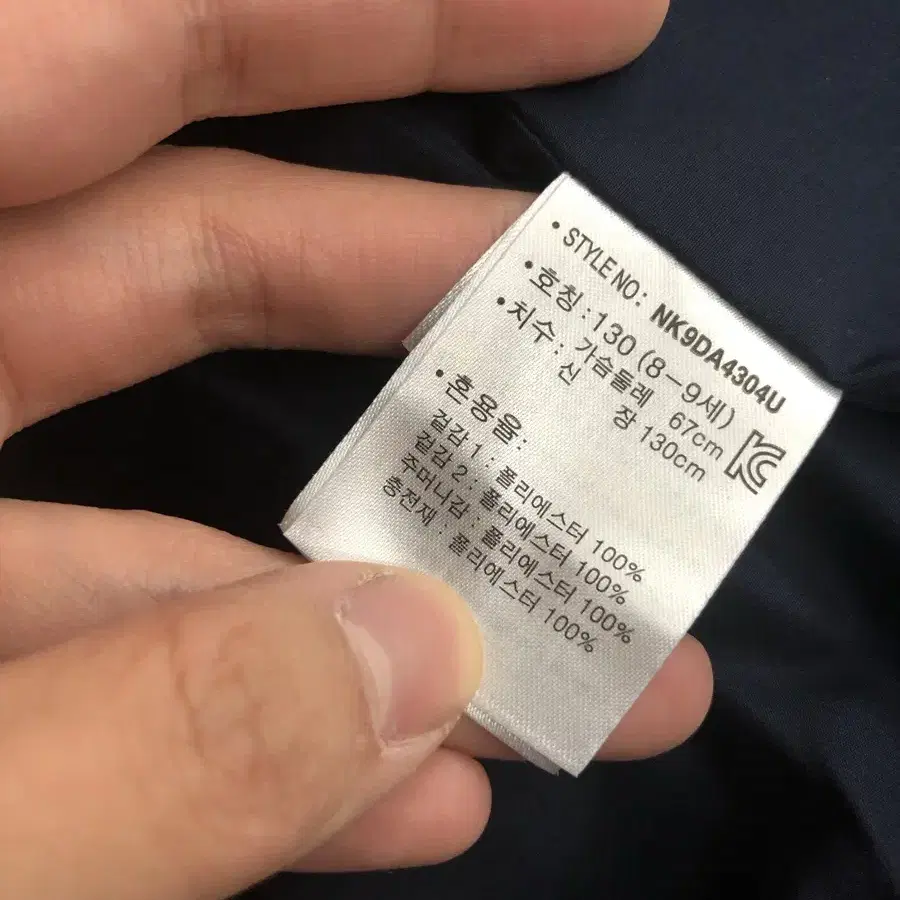 • STYLE NO: NK9DA4304U
• 호칭 : 130 (8-9세)
• 치수 : 가슴둘레 67cm
신 장 130cm
KC
• 혼용율:
겉감 1 : 폴리에스터 100%
겉감 2 : 폴리에스터 100%
주머니감 : 폴리에스터 100%
충전재 : 폴리에스터 100%